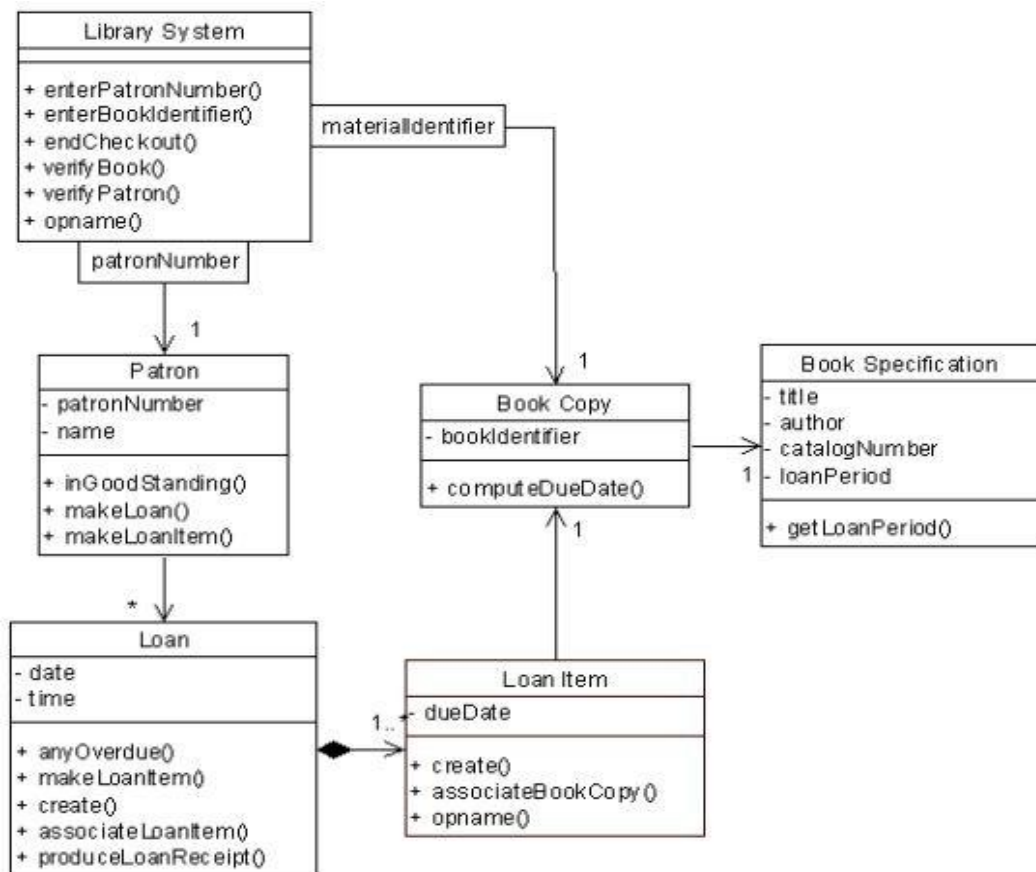 Library System
+ enterPatronNumber()
+ enterBookIdentifier()
+ endCheckout()
+ verifyBook()
+ verifyPatron()
+ opname()
materialIdentifier
patronNumber
1
Patron
- patronNumber
- name
+ inGoodStanding()
+ makeLoan()
+ makeLoanItem()
1
Book Copy
- bookIdentifier
+ computeDueDate()
1
Book Specification
- title
- author
- catalogNumber
- loanPeriod
+ getLoanPeriod()
1
*
Loan
- date
- time
+ anyOverdue()
+ makeLoanItem()
+ create()
+ associateLoanItem()
+ produceLoanReceipt()
1..*
Loan Item
- dueDate
+ create()
+ associateBookCopy()
+ opname()